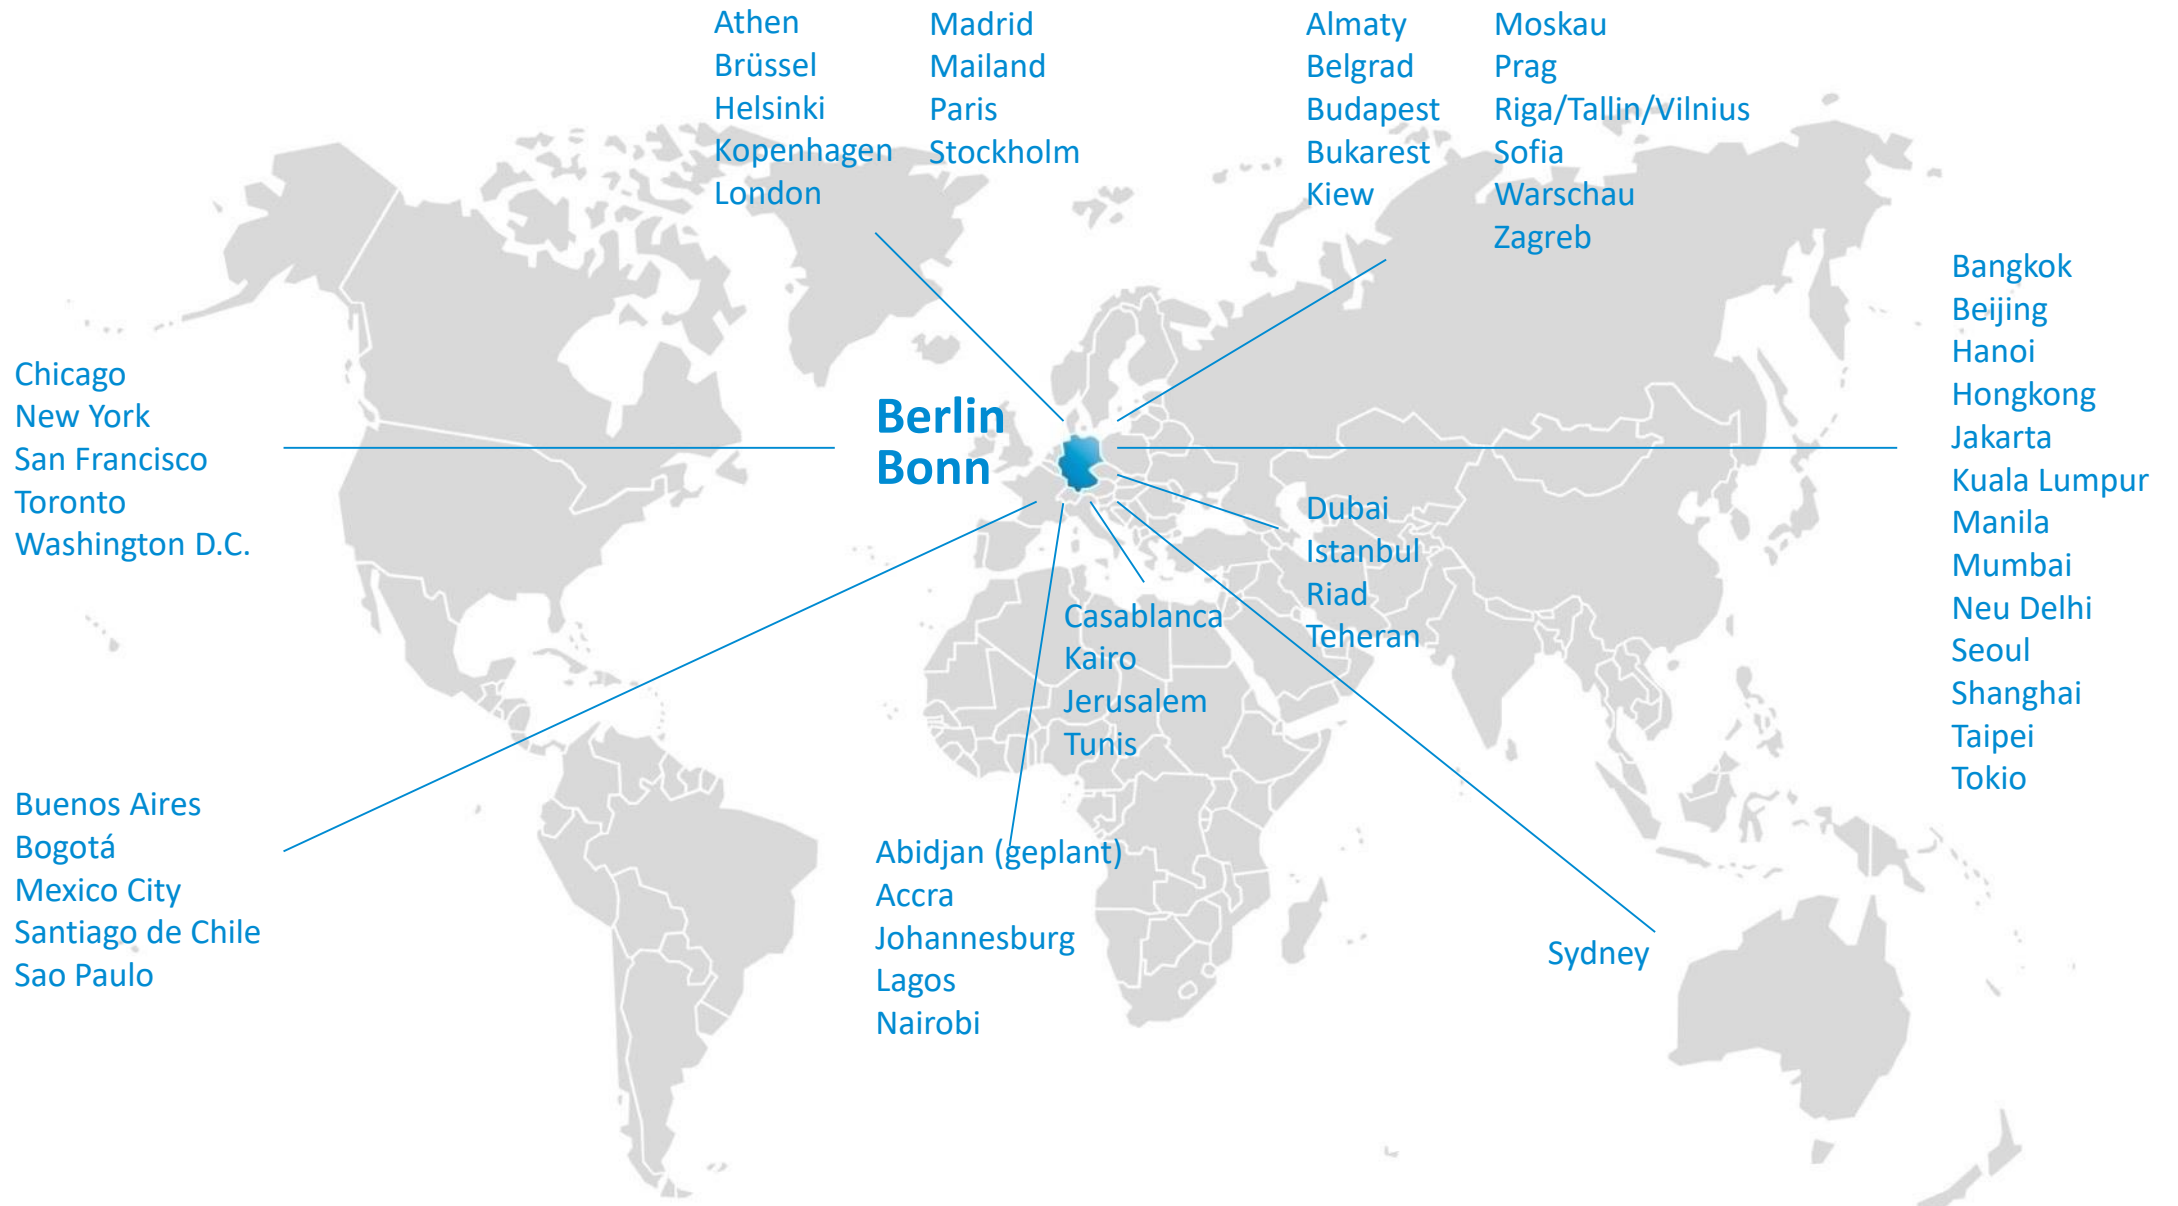 Athen
Brüssel
Helsinki
Kopenhagen
London
Madrid
Mailand
Paris
Stockholm
Almaty
Belgrad
Budapest
Bukarest
Kiew
Moskau
Prag
Riga/Tallin/Vilnius
Sofia
Warschau
Zagreb
Chicago
New York
San Francisco
Toronto
Washington D.C.
Berlin
Bonn
Bangkok
Beijing
Hanoi
Hongkong
Jakarta
Kuala Lumpur
Manila
Mumbai
Neu Delhi
Seoul
Shanghai
Taipei
Tokio
Dubai
Istanbul
Riad
Teheran
Casablanca
Kairo
Jerusalem
Tunis
Buenos Aires
Bogotá
Mexico City
Santiago de Chile
Sao Paulo
Abidjan (geplant)
Accra
Johannesburg
Lagos
Nairobi
Sydney